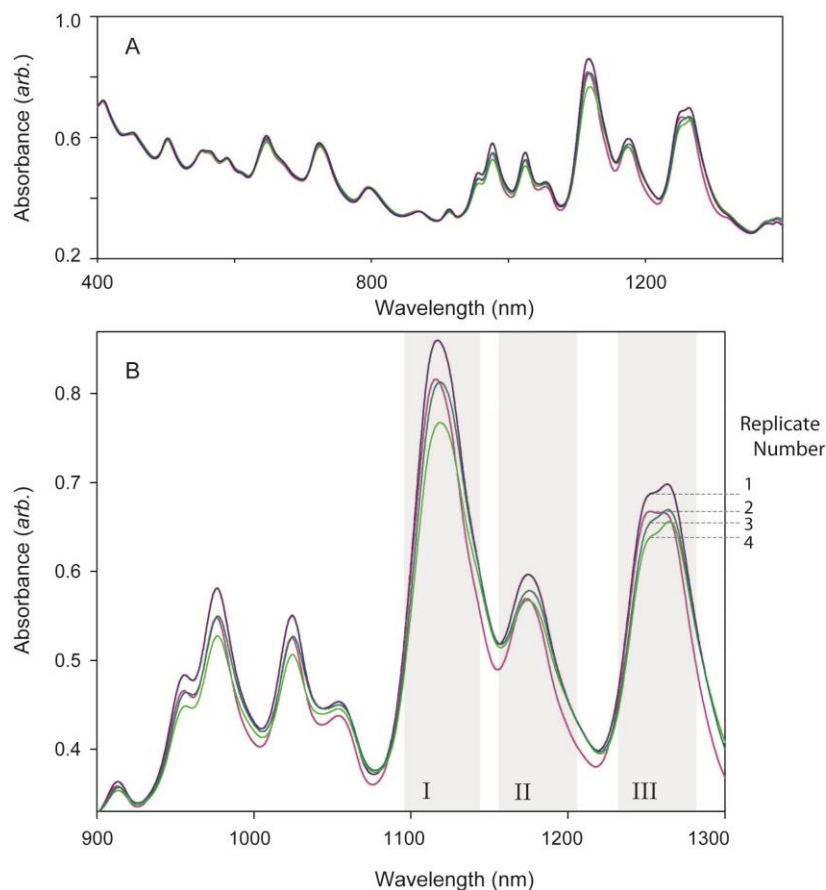 A
Absorbance (arb.)
1.0
0.6
0.2
400
800
1200
Wavelength (nm)
B
Absorbance (arb.)
0.8
0.7
0.6
0.5
0.4
Replicate
Number
1
2
3
4
I
II
III
900
1000
1100
1200
1300
Wavelength (nm)